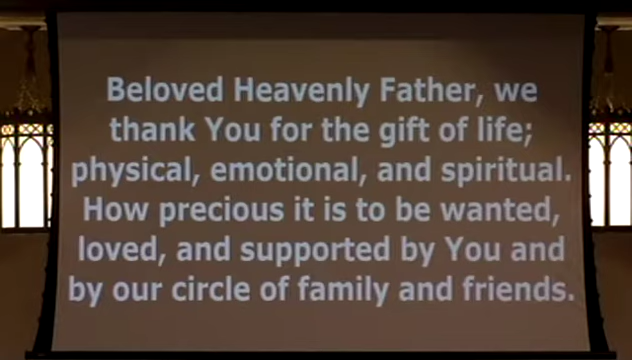 Beloved Heavenly Father, we
thank You for the gift of life;
physical, emotional, and spiritual.
How precious it is to be wanted,
loved, and supported by You and
by our circle of family and friends.